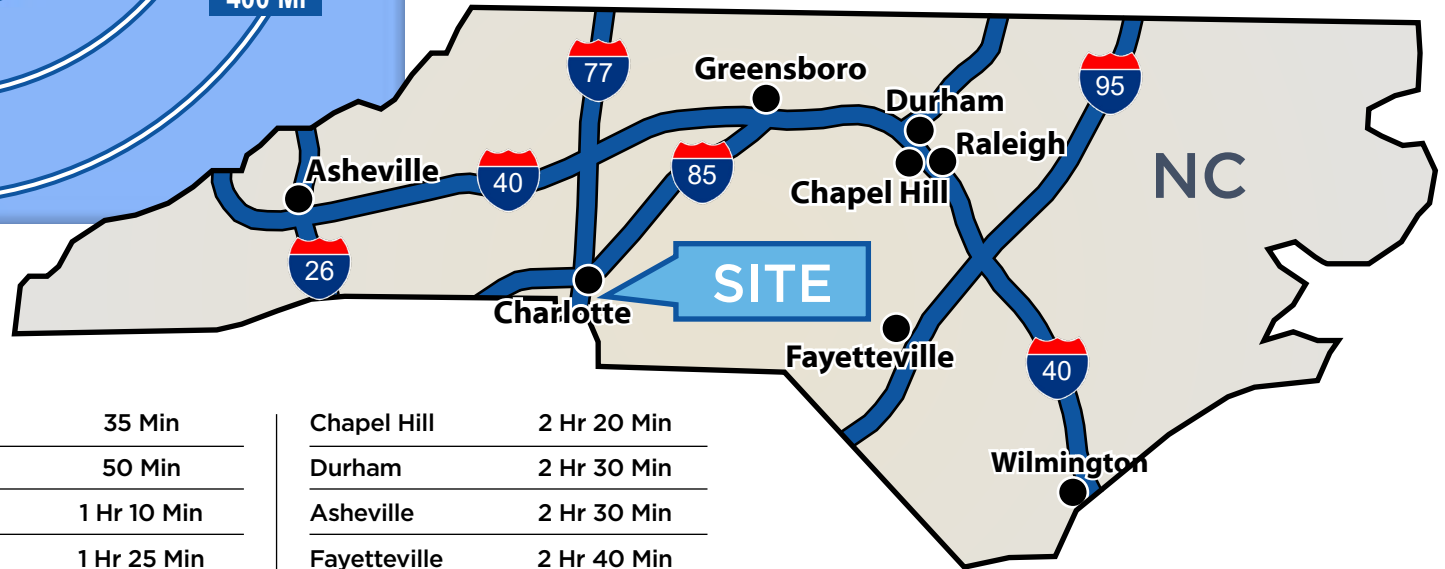 400 Mi
77
Greensboro
95
Durham
Raleigh
NC
Asheville
40
85
Chapel Hill
26
SITE
Charlotte
Fayetteville
40
Wilmington
35 Min
50 Min
1 Hr 10 Min
1 Hr 25 Min
Chapel Hill 2 Hr 20 Min
Durham 2 Hr 30 Min
Asheville 2 Hr 30 Min
Fayetteville 2 Hr 40 Min